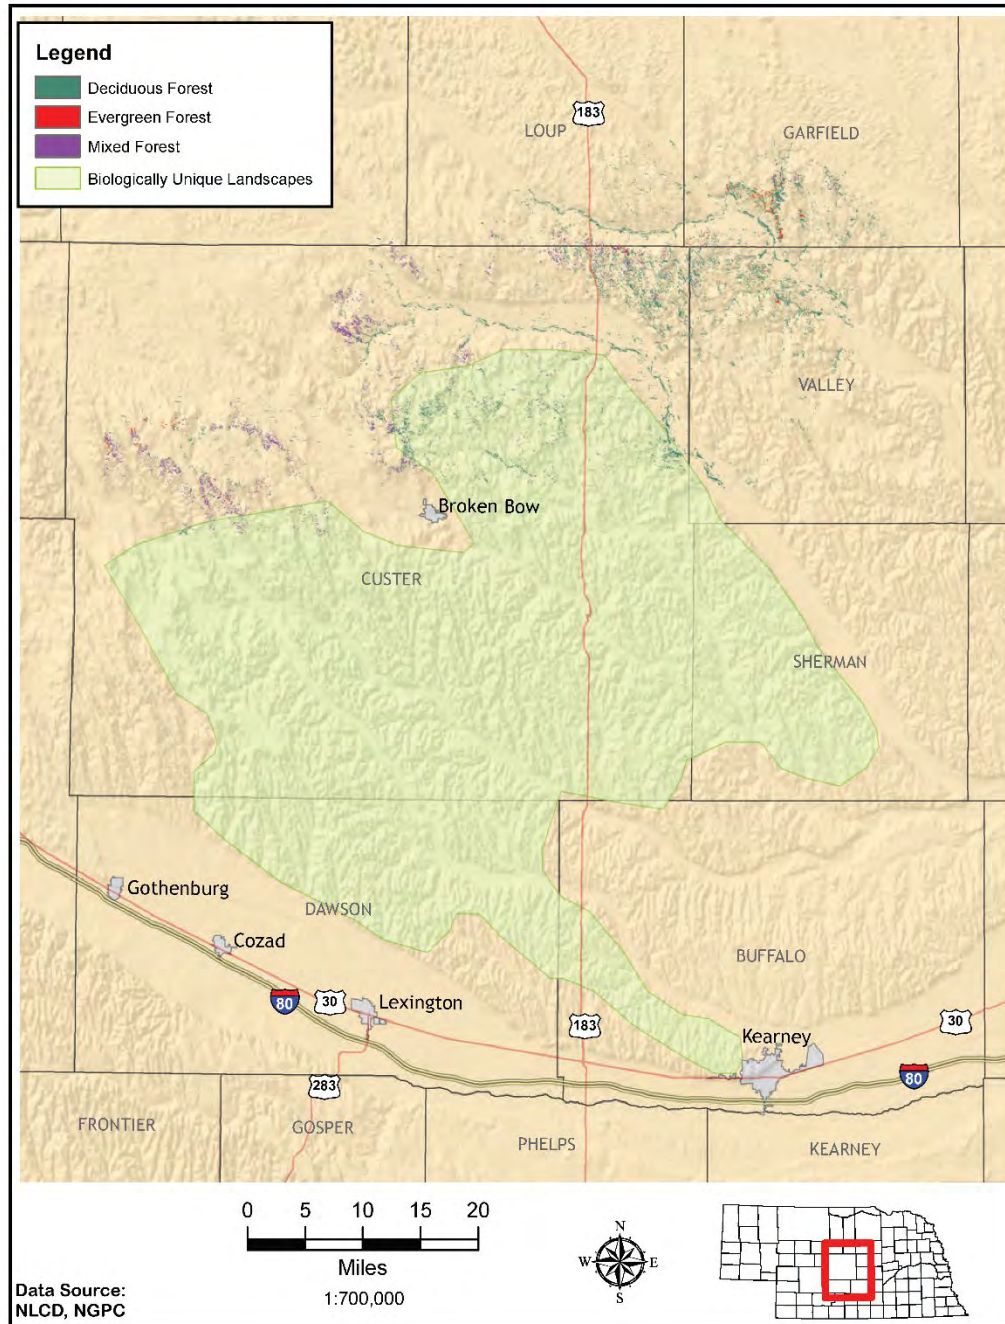 Legend
Deciduous Forest
Evergreen Forest
Mixed Forest
Biologically Unique Landscapes
183
LOUP
GARFIELD
VALLEY
Broken Bow
CUSTER
SHERMAN
Gothenburg
DAWSON
Cozad
BUFFALO
80
30
Lexington
183
Kearney
30
80
283
FRONTIER
GOSPER
PHELPS
KEARNEY
0 5 10 15 20
Miles
1:700,000
N
W E
S
Data Source:
NLCD, NGPC